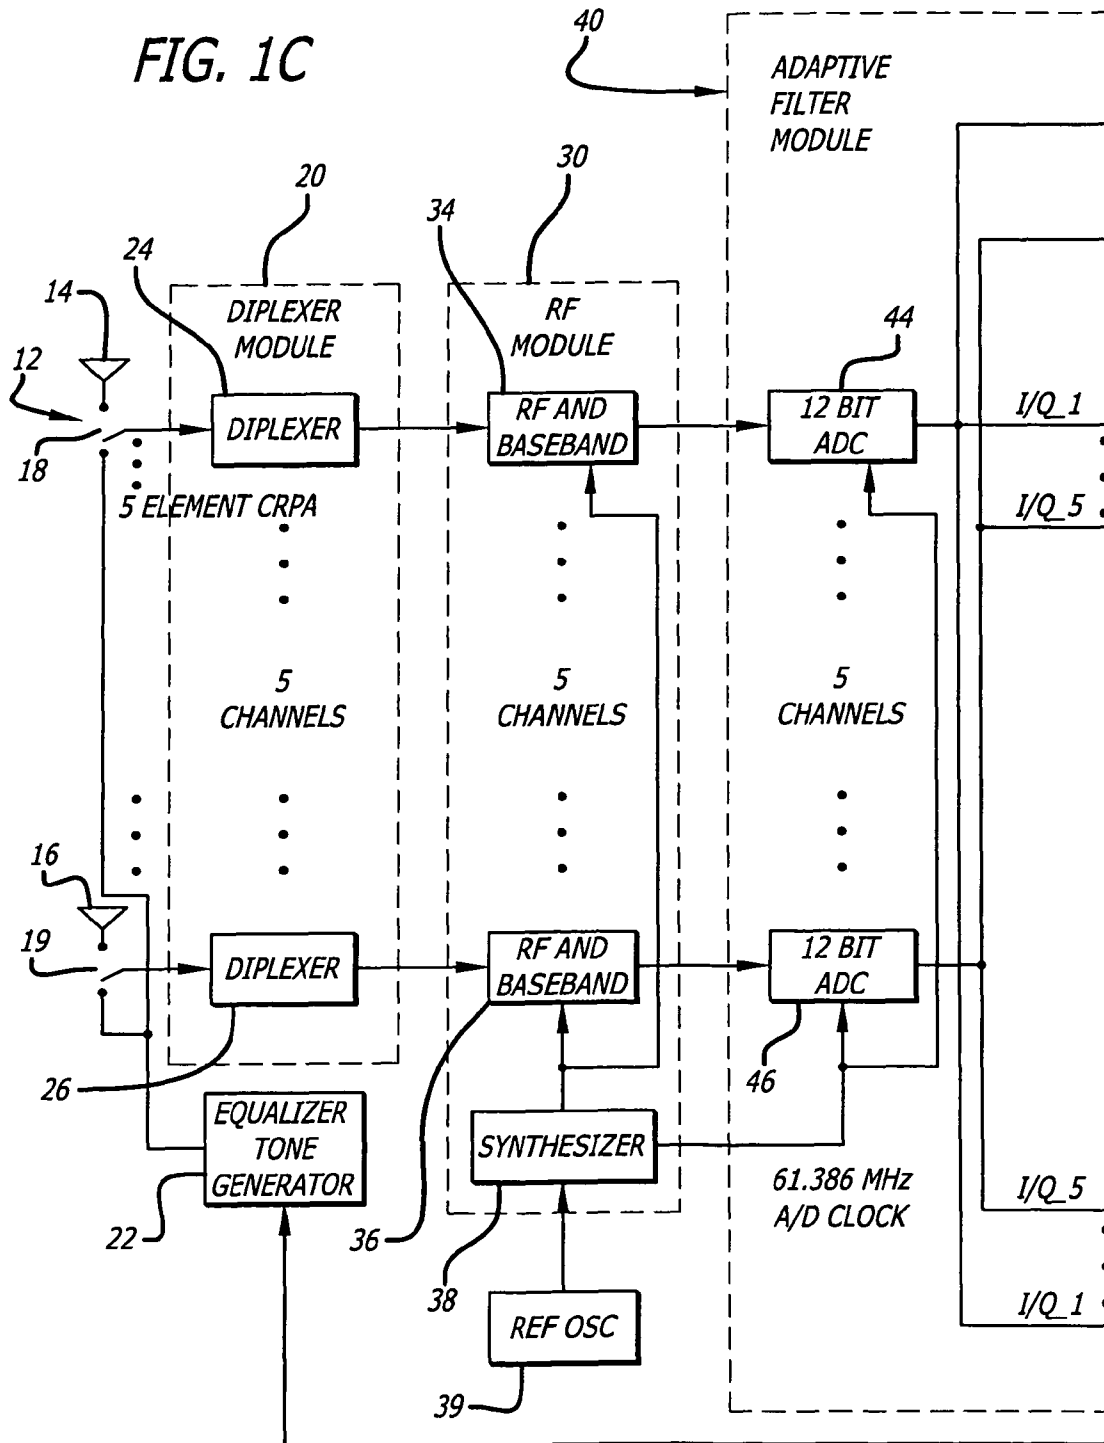 FIG. 1C
40
ADAPTIVE
FILTER
MODULE
20
30
24
34
14
DIPLEXER
MODULE
RF
MODULE
44
12
18
DIPLEXER
RF AND
BASEBAND
12 BIT
ADC
I/Q_1
5 ELEMENT CRPA
I/Q_5
5
CHANNELS
5
CHANNELS
5
CHANNELS
16
19
DIPLEXER
RF AND
BASEBAND
12 BIT
ADC
26
46
EQUALIZER
TONE
GENERATOR
SYNTHESIZER
61.386 MHz
A/D CLOCK
I/Q_5
22
36
38
I/Q_1
REF OSC
39